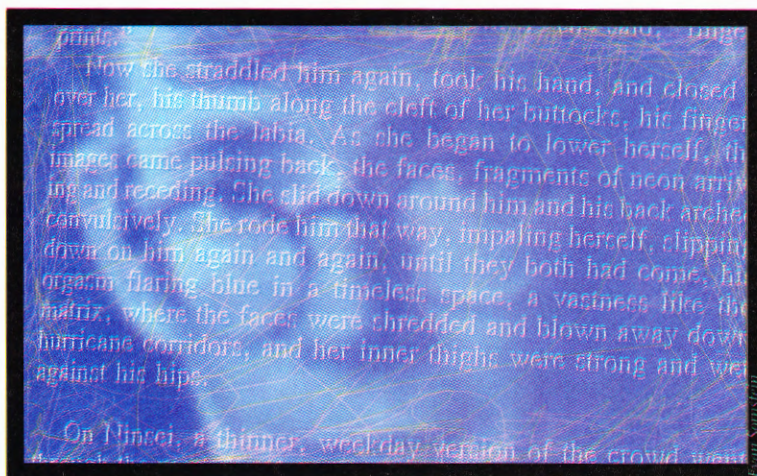 prints."
Now she straddled him again, took his hand, and closed
over her, his thumb along the cleft of her buttocks, his finger
spread across the labia. As she began to lower herself, th
images came pulsing back, the faces, fragments of neon arriv
ing and receding. She slid down around him and his back arche
convulsively. She rode him that way, impaling herself, slippin
down on him again and again, until they both had come, hi
orgasm flaring blue in a timeless space, a vastness like the
matrix, where the faces were shredded and blown away down
hurricane corridors, and her inner thighs were strong and wet
against his hips.
On Ninsei, a thinner, weekday version of the crowd went